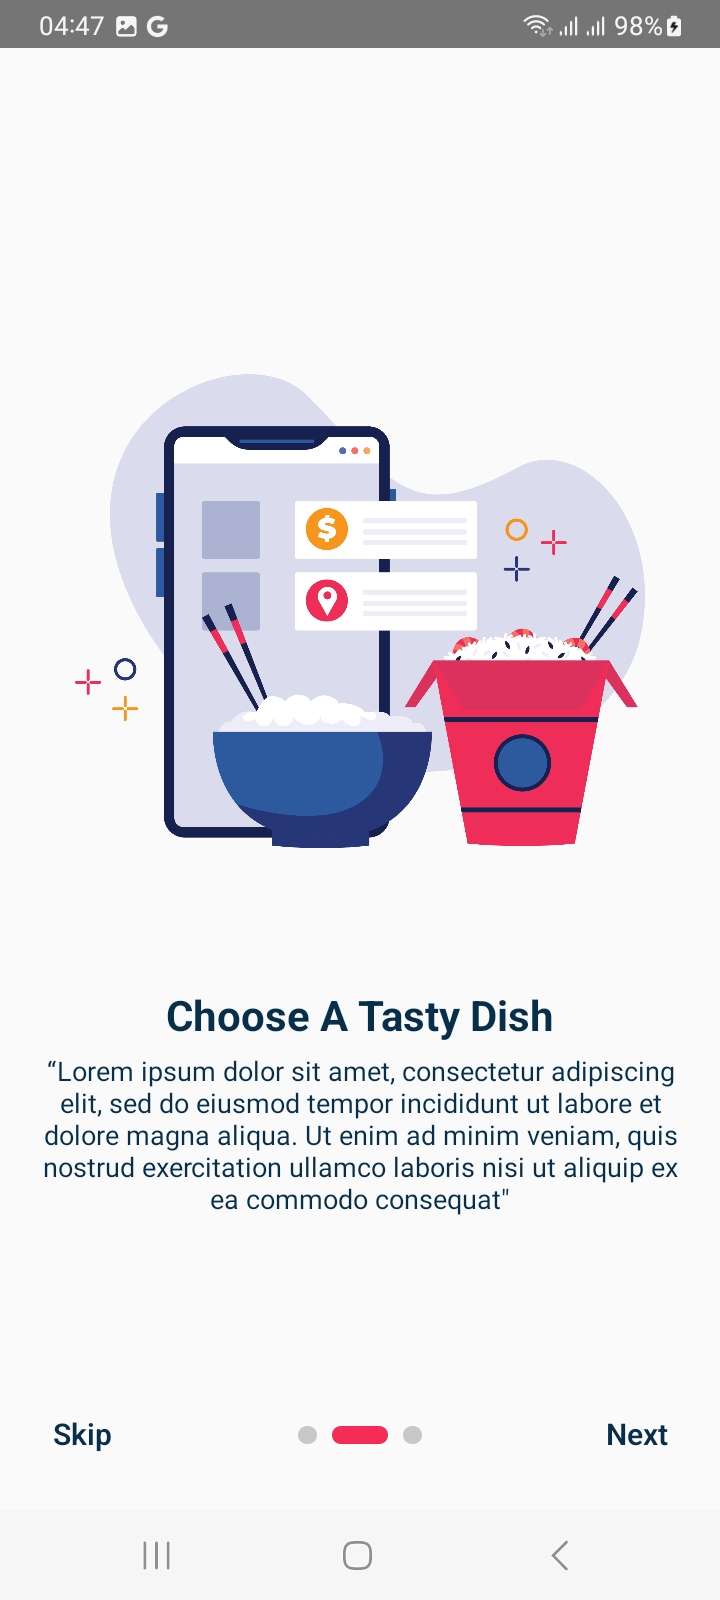 04:47 G 98%
$
Choose A Tasty Dish
“Lorem ipsum dolor sit amet, consectetur adipiscing
elit, sed do eiusmod tempor incididunt ut labore et
dolore magna aliqua. Ut enim ad minim veniam, quis
nostrud exercitation ullamco laboris nisi ut aliquip ex
ea commodo consequat"
Skip Next